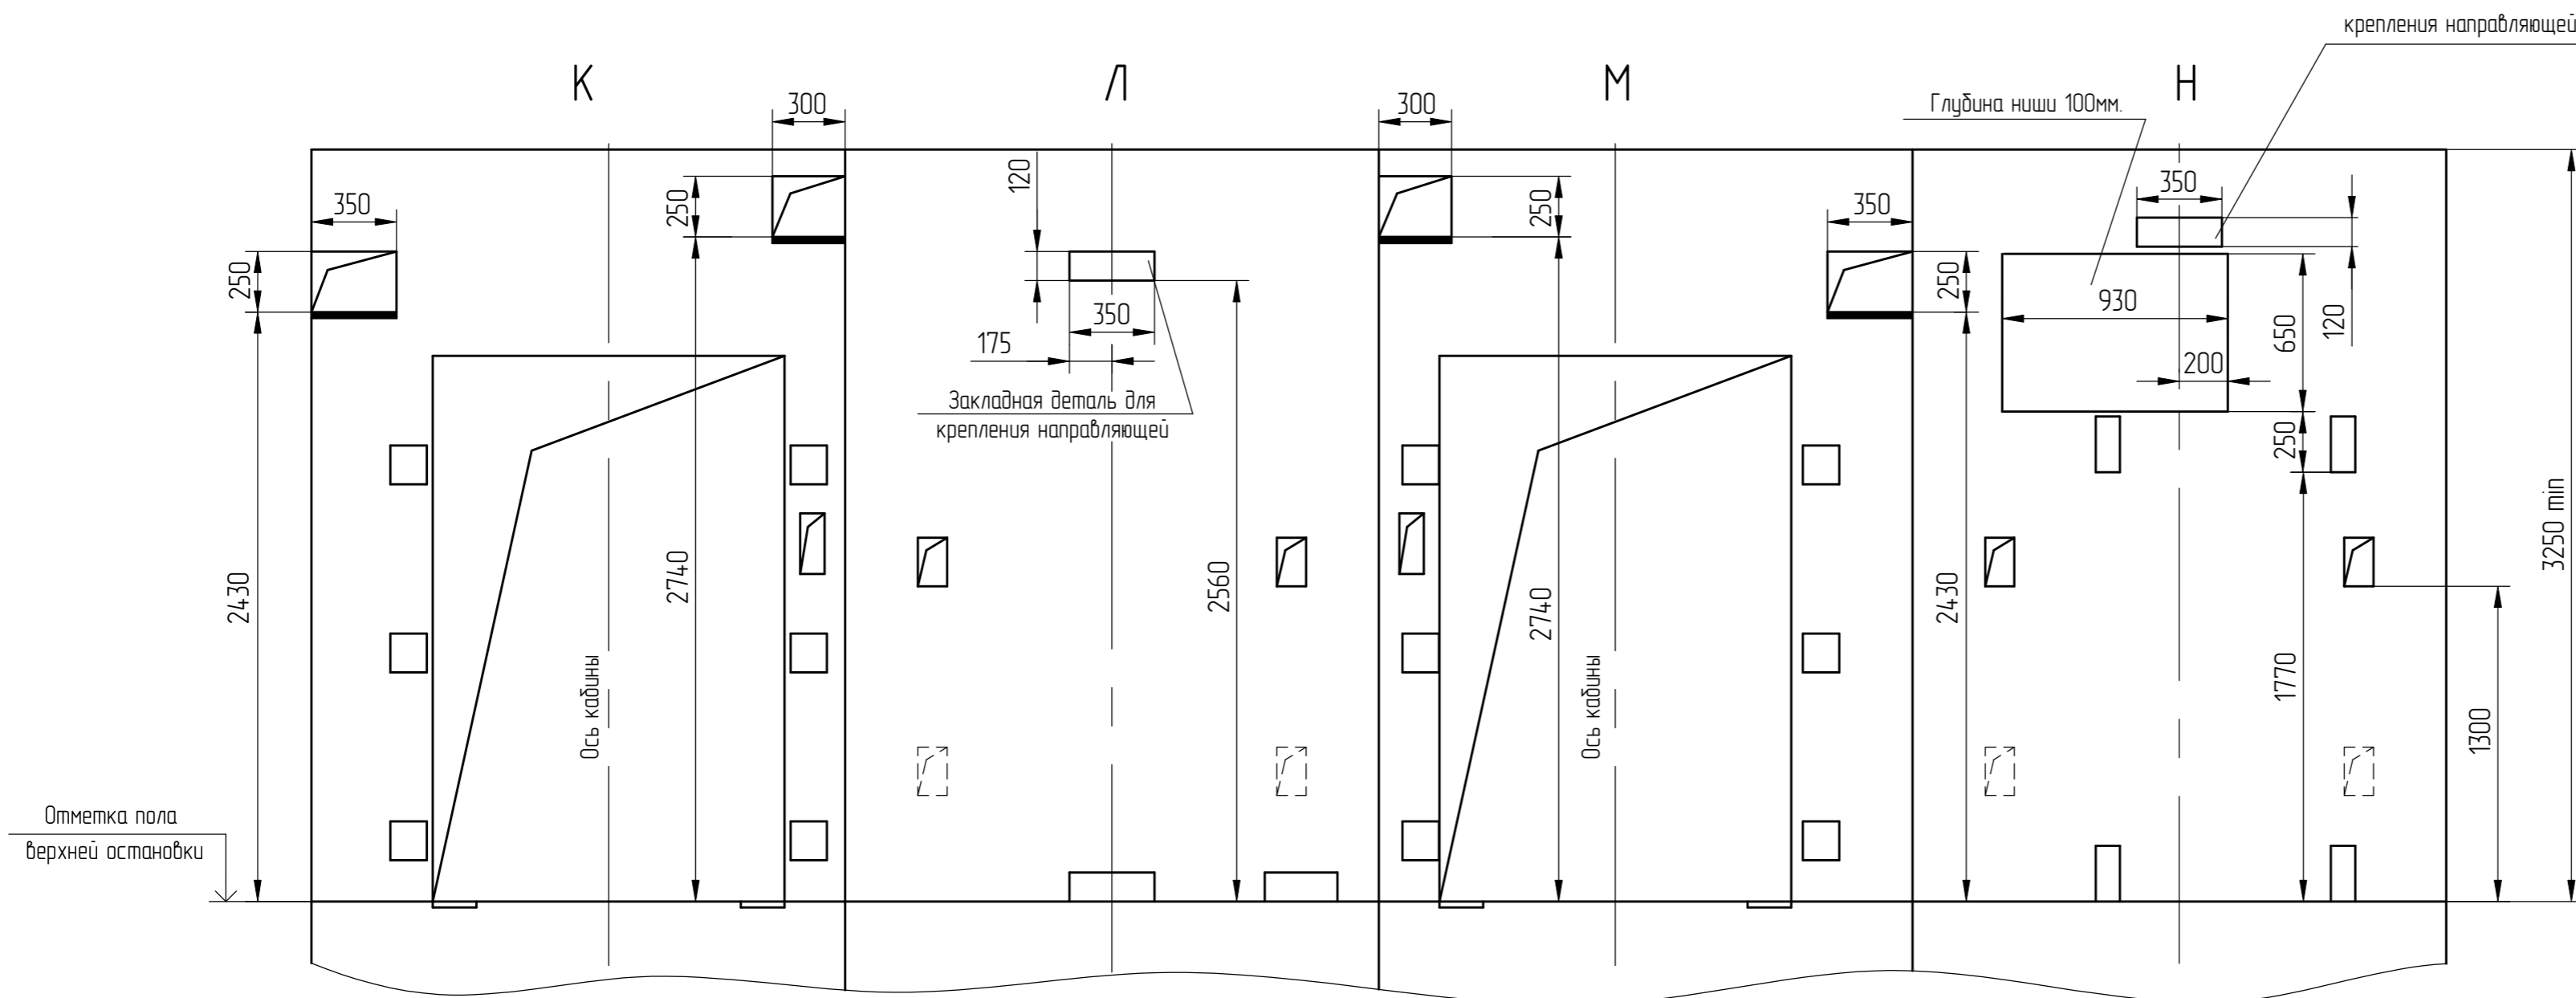 крепления направляющей
К
Л
М
Н
300
300
Глубина ниши 100мм.
120
350
250
250
350
350
350
250
250
930
650
120
350
175
200
Закладная деталь для
крепления направляющей
250
2430
2740
2560
2740
2430
1770
1300
3250 min
Ось кабины
Ось кабины
Отметка пола
верхней остановки